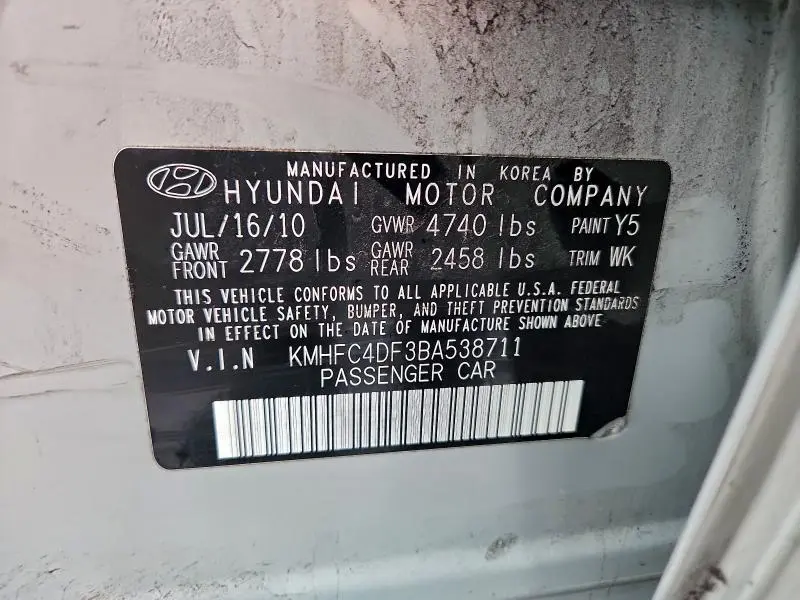 MANUFACTURED IN KOREA BY
HYUNDAI MOTOR COMPANY
JUL/16/10 GVWR 4740 lbs PAINT Y5
GAWR FRONT 2778 lbs GAWR REAR 2458 lbs TRIM WK
THIS VEHICLE CONFORMS TO ALL APPLICABLE U.S.A. FEDERAL
MOTOR VEHICLE SAFETY, BUMPER, AND THEFT PREVENTION STANDARDS
IN EFFECT ON THE DATE OF MANUFACTURE SHOWN ABOVE
V.I.N KMHFC4DF3BA538711
PASSENGER CAR